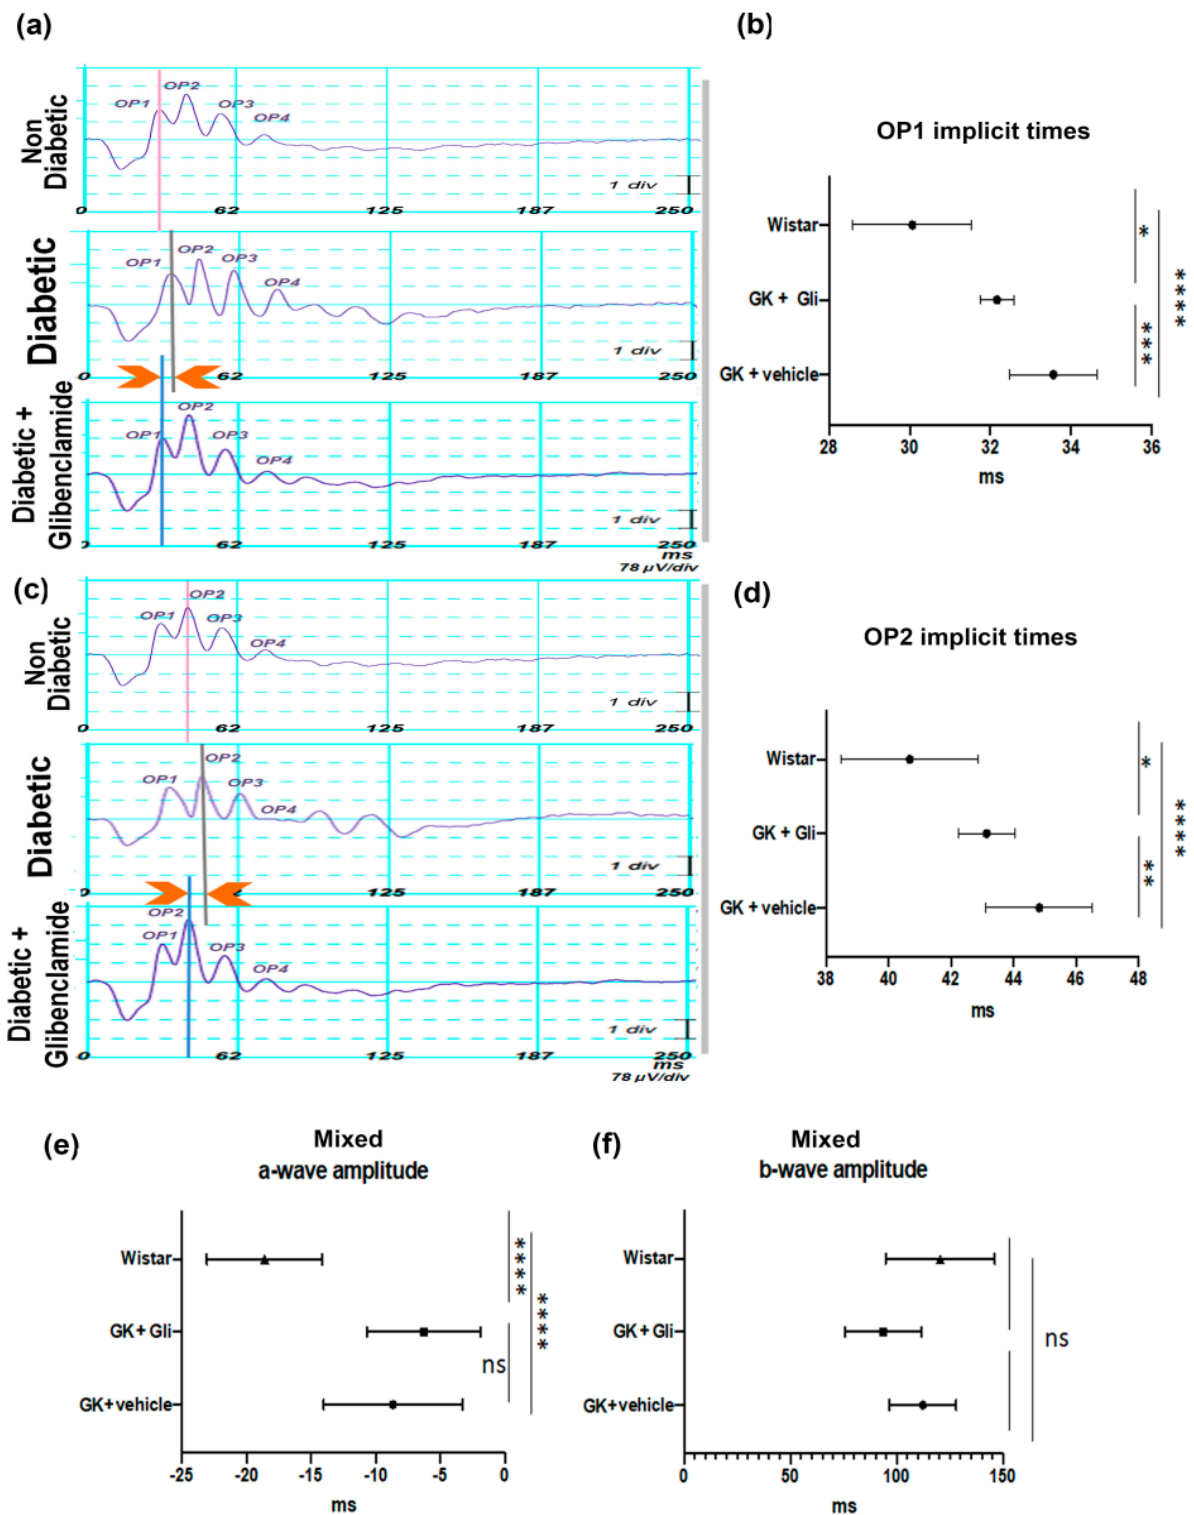 (a)
Non
Diabetic
OP1
OP2
OP3
OP4
1 div
0 62 125 187 250
Diabetic
OP1
OP2
OP3
OP4
1 div
0 62 125 187 250
Diabetic +
Glibenclamide
OP1
OP2
OP3
OP4
1 div
0 62 125 187 250
ms
78 µV/div
(b)
OP1 implicit times
Wistar
GK + Gli
GK + vehicle
*
***
****
28 30 32 34 36
ms
(c)
Non
Diabetic
OP1
OP2
OP3
OP4
1 div
0 62 125 187 250
Diabetic
OP1
OP2
OP3
OP4
1 div
0 2 125 187 250
Diabetic +
Glibenclamide
OP1
OP2
OP3
OP4
1 div
0 62 125 187 250
ms
78 µV/div
(d)
OP2 implicit times
Wistar
GK + Gli
GK + vehicle
*
**
****
38 40 42 44 46 48
ms
(e)
Mixed
a-wave amplitude
Wistar
GK + Gli
GK+vehicle
****
ns
****
-25 -20 -15 -10 -5 0
ms
(f)
Mixed
b-wave amplitude
Wistar
GK + Gli
GK+vehicle
ns
0 50 100 150
ms